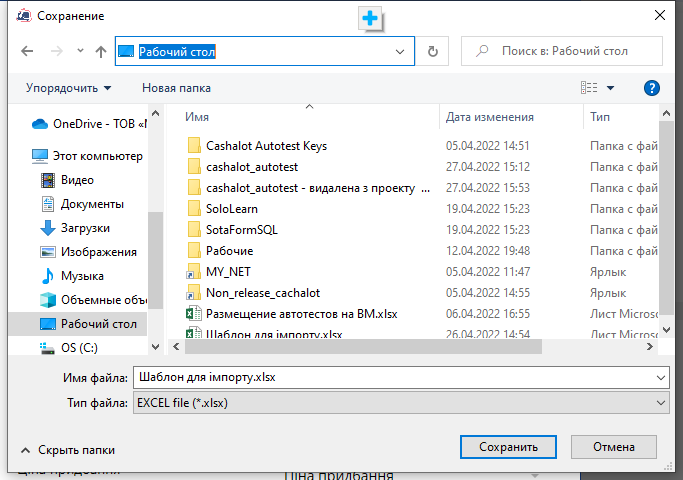 Сохранение
Рабочий стол
Поиск в: Рабочий стол
Упорядочить
Новая папка
Имя
Дата изменения
Тип
OneDrive - ТОВ «М
Этот компьютер
Видео
Документы
Загрузки
Изображения
Музыка
Объемные объ
Рабочий стол
OS (C:)
Cashalot Autotest Keys 05.04.2022 14:51 Папка с фай
cashalot_autotest 27.04.2022 15:12 Папка с фай
cashalot_autotest - видалена з проекту ... 27.04.2022 15:53 Папка с фай
SoloLearn 19.04.2022 15:23 Папка с фай
SotaFormSQL 19.04.2022 15:23 Папка с фай
Рабочие 12.04.2022 19:48 Папка с фай
MY_NET 05.04.2022 11:47 Ярлык
Non_release_cachalot 05.04.2022 14:55 Ярлык
Размещение автотестов на ВМ.xlsx 06.04.2022 16:55 Лист Microso
Шаблон для імпорту.xlsx 26.04.2022 14:54 Лист Microso
Имя файла: Шаблон для імпорту.xlsx
Тип файла: EXCEL file (*.xlsx)
Скрыть папки
Сохранить
Отмена
Ціна придбання
Ціна придбання